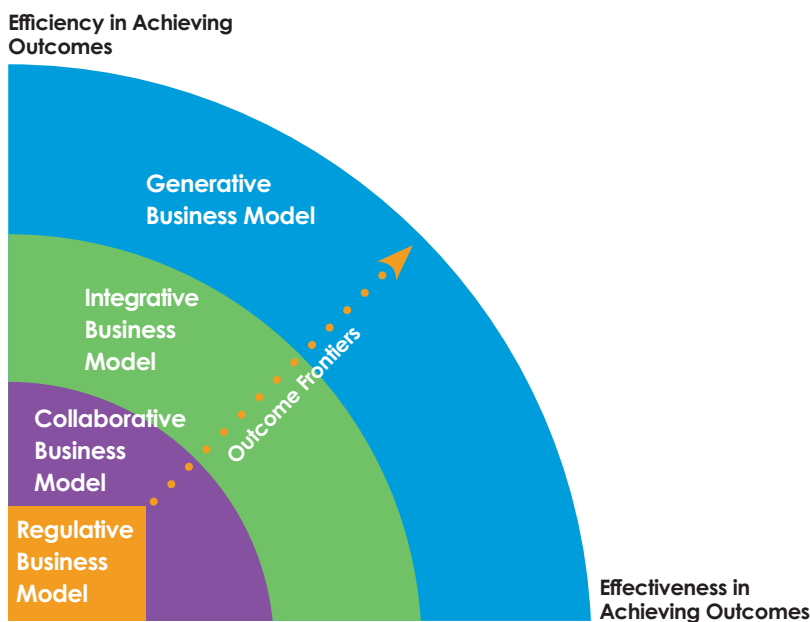 Efficiency in Achieving
Outcomes
Generative
Business Model
Integrative
Business
Model
Outcome Frontiers
Collaborative
Business
Model
Regulative
Business
Model
Effectiveness in
Achieving Outcomes